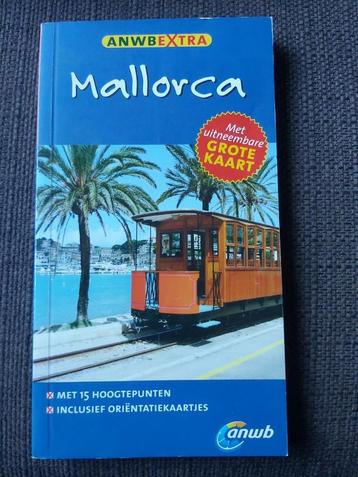 ANWBEXTRA
Mallorca
Met
uitneembare
GROTE
KAART
MET 15 HOOGTEPUNTEN
INCLUSIEF ORIËNTATIEKAARTJES
anwb